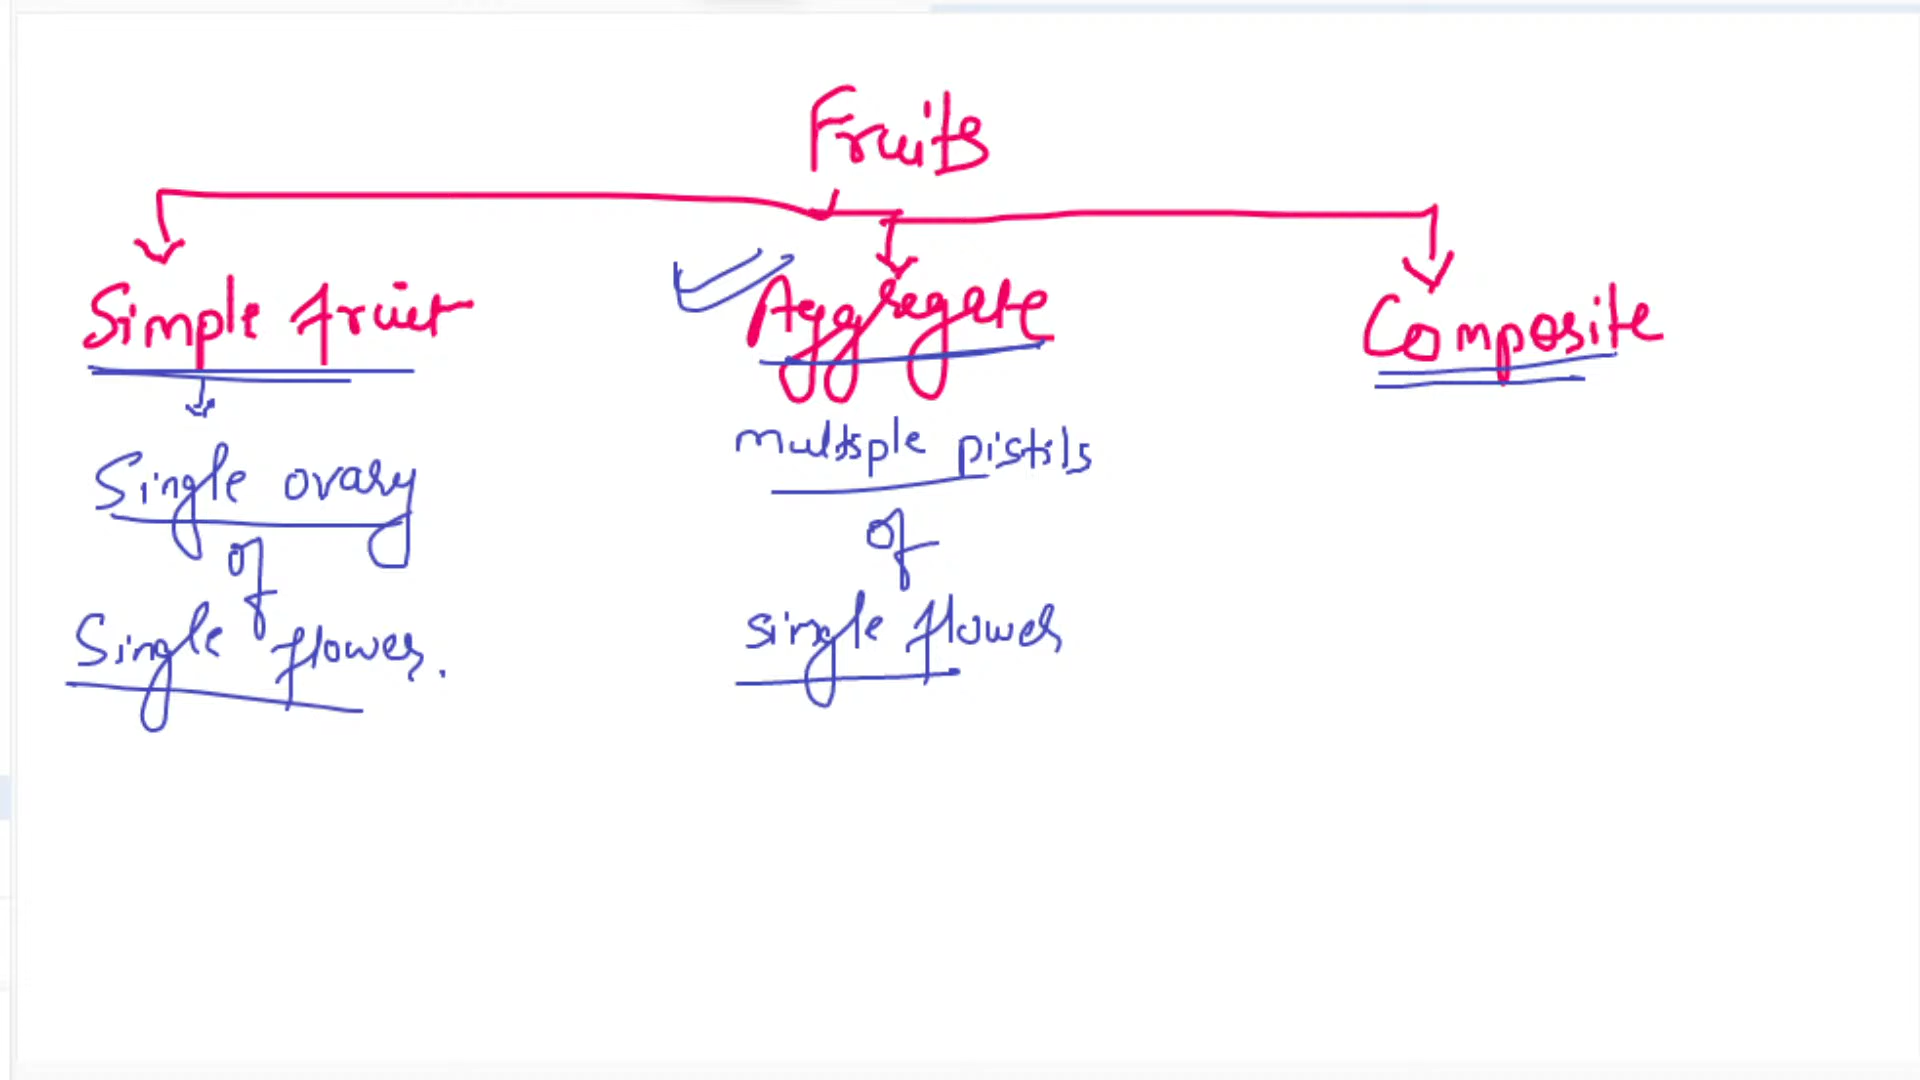 Fruits
Simple fruit
Aggregate
Composite
Single ovary
of
Single flower.
multiple pistils
of
single flower